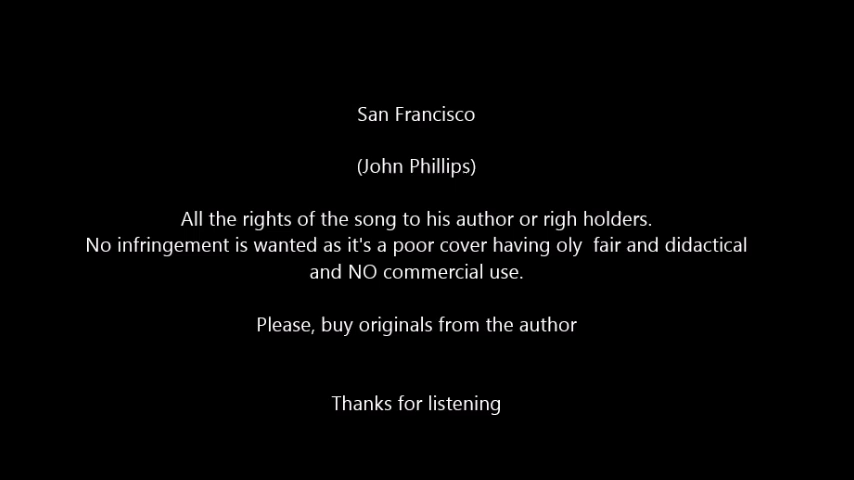 San Francisco
(John Phillips)
All the rights of the song to his author or righ holders.
No infringement is wanted as it's a poor cover having oly  fair and didactical
and NO commercial use.
Please, buy originals from the author
Thanks for listening